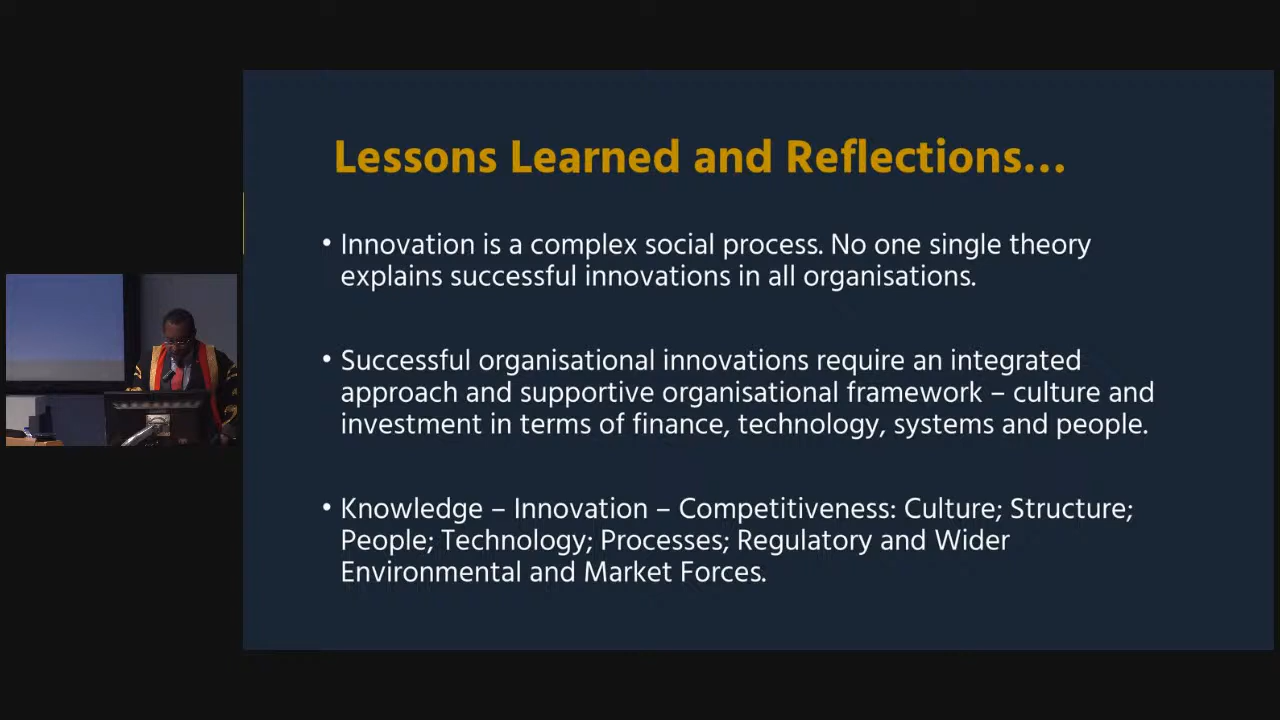 Lessons Learned and Reflections...
• Innovation is a complex social process. No one single theory
explains successful innovations in all organisations.
• Successful organisational innovations require an integrated
approach and supportive organisational framework – culture and
investment in terms of finance, technology, systems and people.
• Knowledge – Innovation – Competitiveness: Culture; Structure;
People; Technology; Processes; Regulatory and Wider
Environmental and Market Forces.